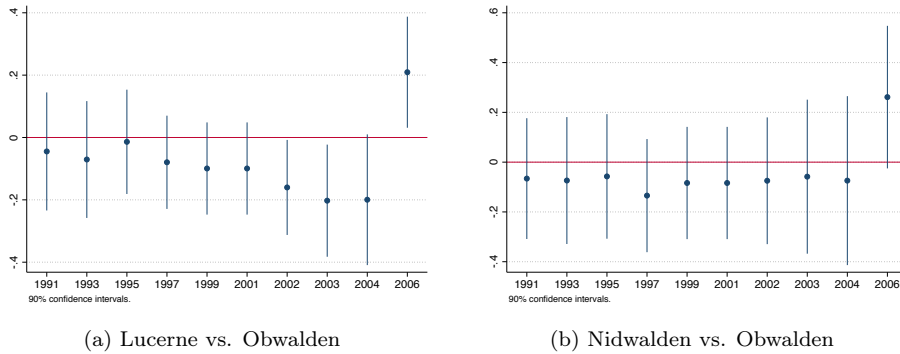 .4
.2
0
-.2
-.4
1991 1993 1995 1997 1999 2001 2002 2003 2004 2006
90% confidence intervals.
(a) Lucerne vs. Obwalden
.6
.4
.2
0
-.2
-.4
1991 1993 1995 1997 1999 2001 2002 2003 2004 2006
90% confidence intervals.
(b) Nidwalden vs. Obwalden